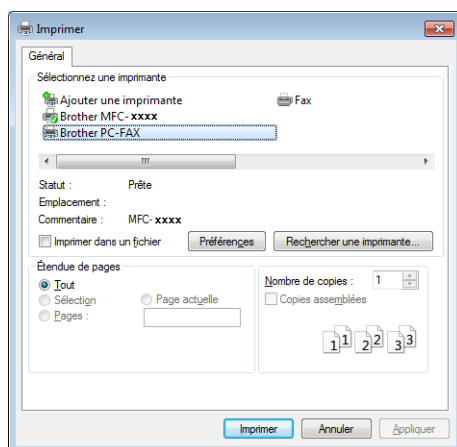 Imprimer
Général
Sélectionnez une imprimante
Ajouter une imprimante
Fax
Brother MFC-xxxx
Brother PC-FAX
Statut : Prête
Emplacement :
Commentaire : MFC-xxxx
Imprimer dans un fichier Préférences Rechercher une imprimante...
Étendue de pages
Tout
Nombre de copies : 1
Sélection Page actuelle
Copies assemblées
Pages :
1 1 2 2 3 3
Imprimer Annuler Appliquer